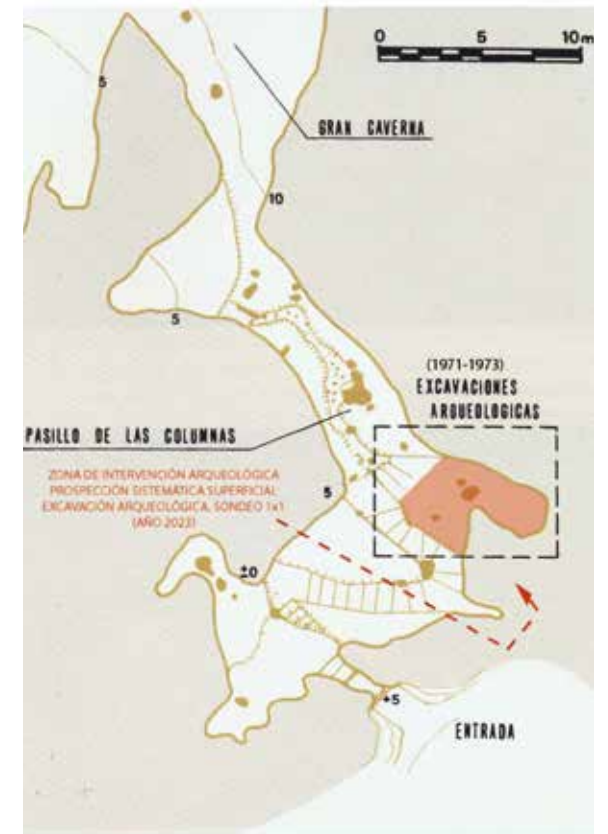 0 5 10m
GRAN CAVERNA
5
10
5
(1971-1973)
EXCAVACIONES
ARQUEOLOGICAS
PASILLO DE LAS COLUMNAS
ZONA DE INTERVENCIÓN ARQUEOLÓGICA
PROSPECCIÓN SISTEMÁTICA SUPERFICIAL
EXCAVACIÓN ARQUEOLÓGICA, SONDEO 1x1
(AÑO 2023)
5
±0
+5
ENTRADA